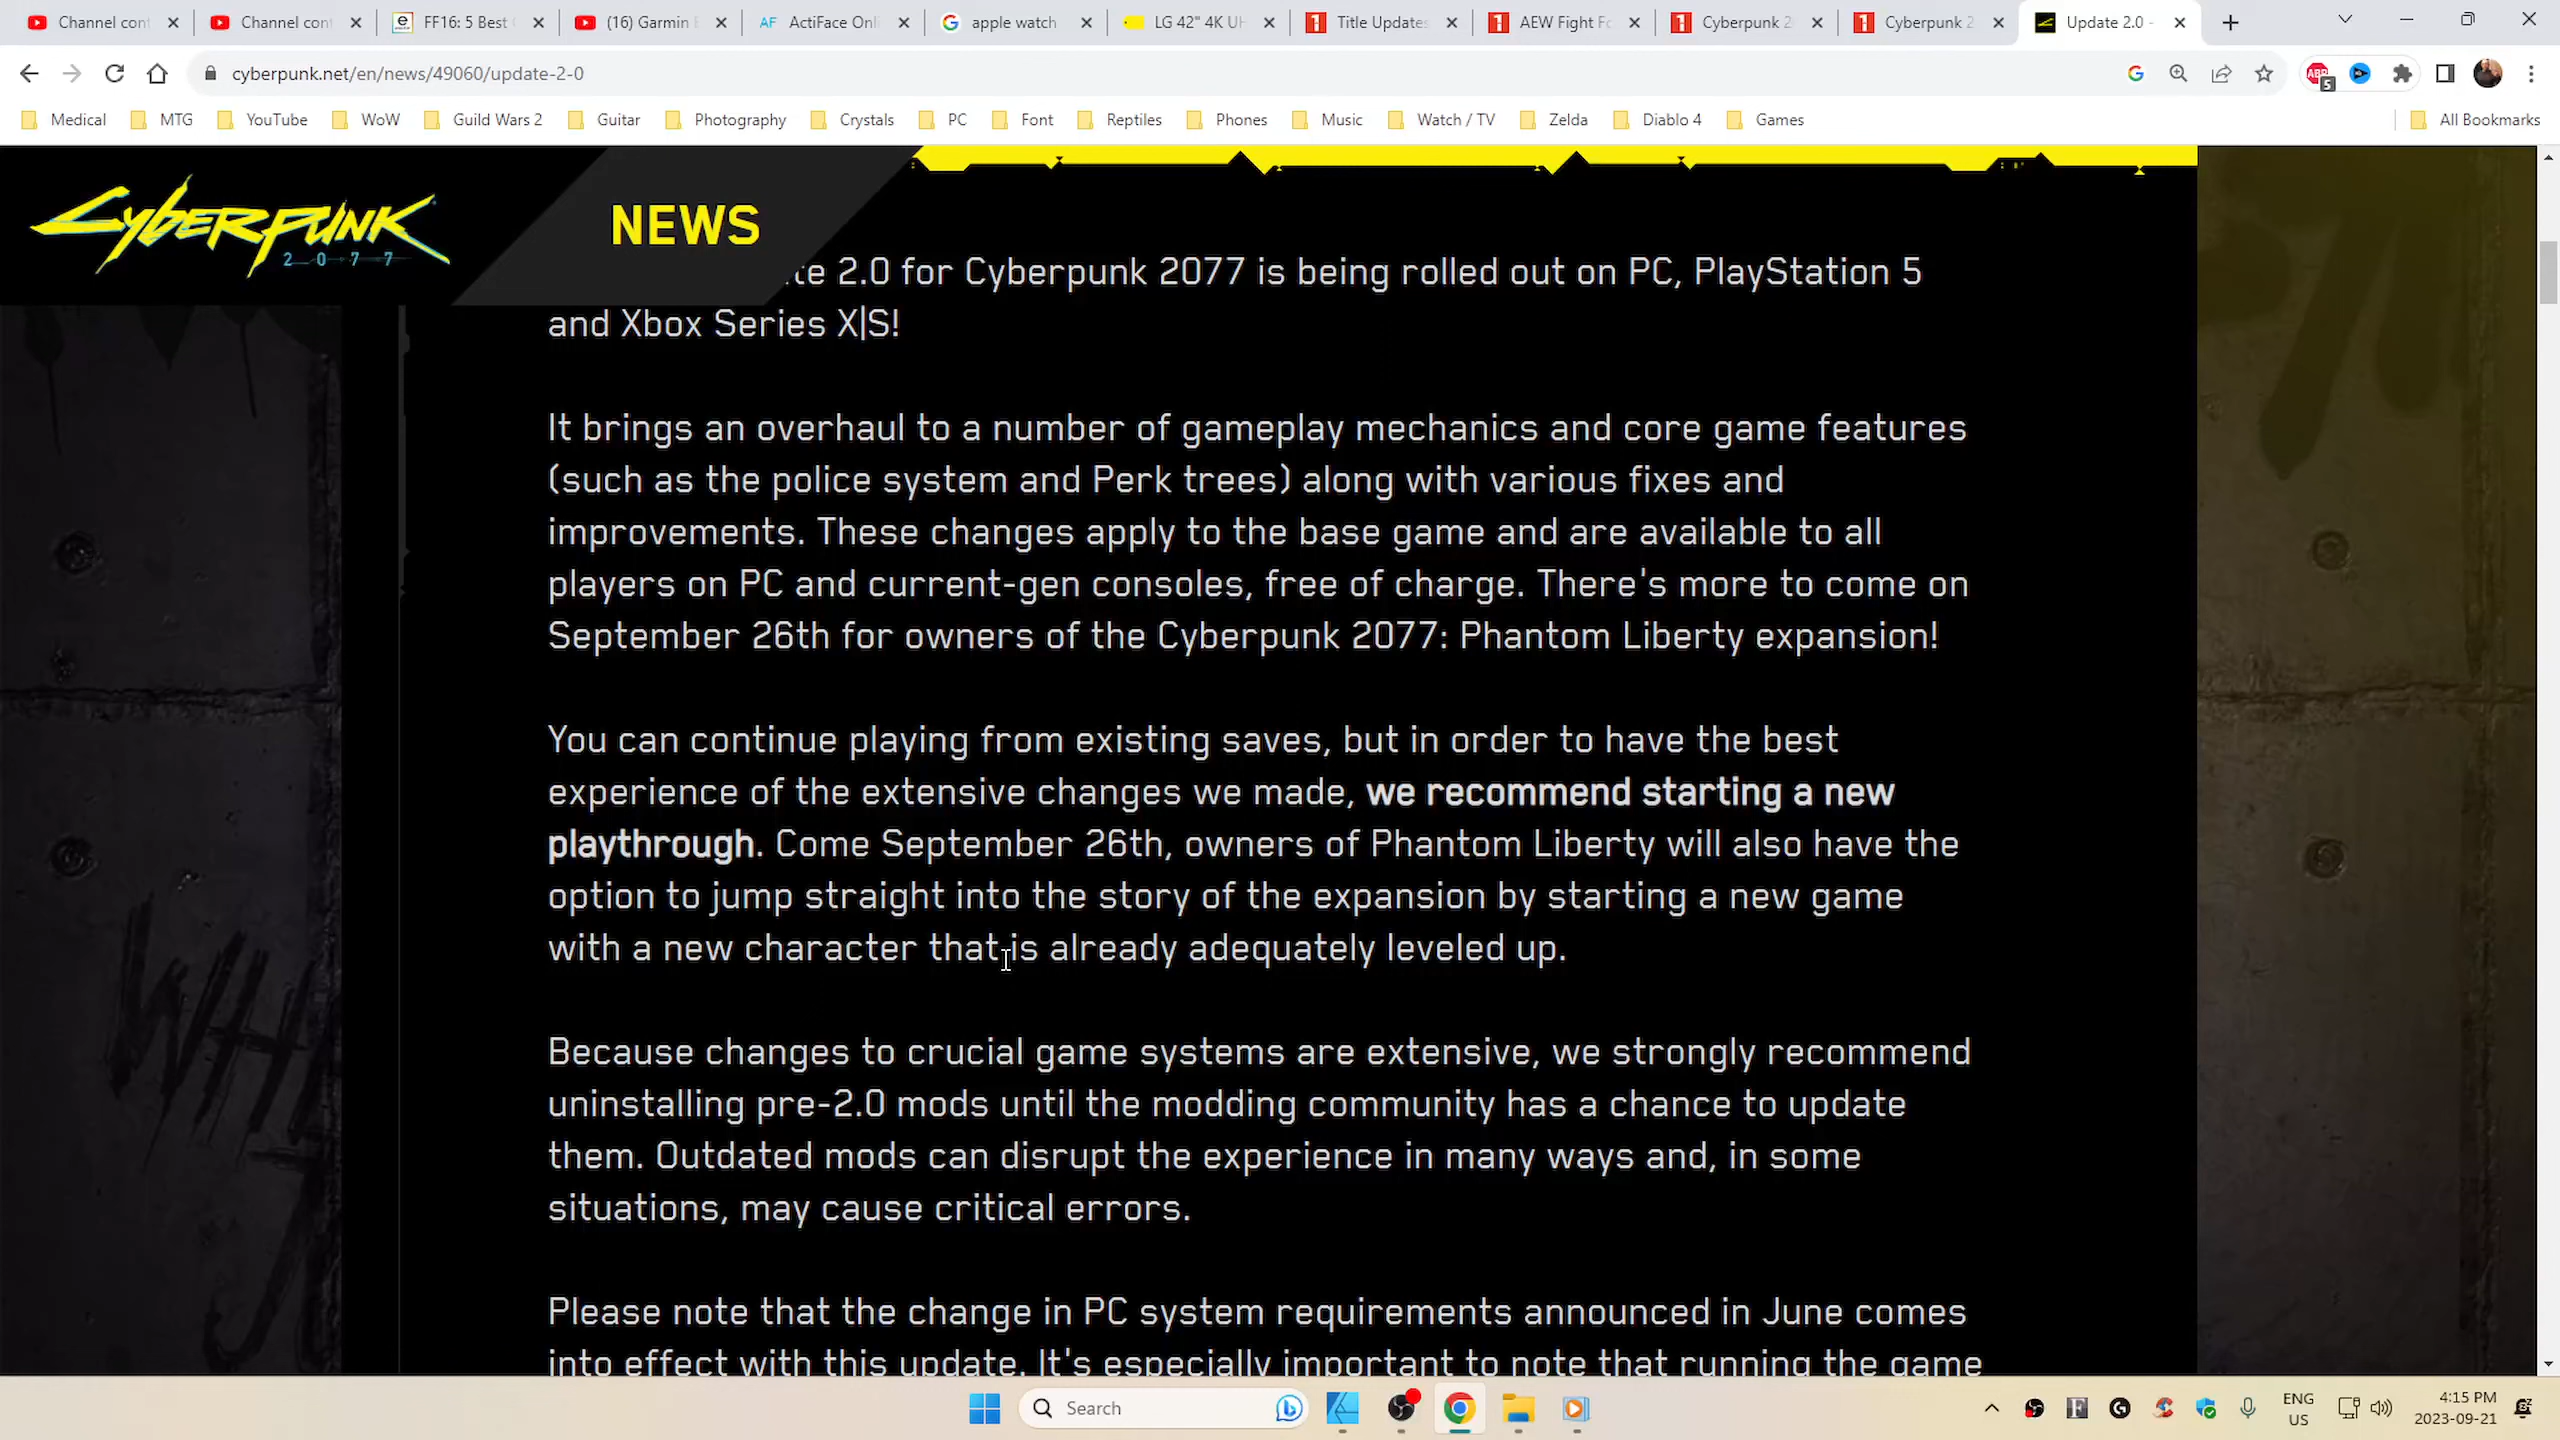 Channel cont
Channel cont
FF16: 5 Best
(16) Garmin
ActiFace Onl
apple watch
LG 42" 4K UH
Title Updates
AEW Fight Fo
Cyberpunk 2
Cyberpunk 2
Update 2.0 -
cyberpunk.net/en/news/49060/update-2-0
ABP
5
Medical
MTG
YouTube
WoW
Guild Wars 2
Guitar
Photography
Crystals
PC
Font
Reptiles
Phones
Music
Watch / TV
Zelda
Diablo 4
Games
All Bookmarks
CYBERPUNK
2077
NEWS
te 2.0 for Cyberpunk 2077 is being rolled out on PC, PlayStation 5
and Xbox Series X|S!
It brings an overhaul to a number of gameplay mechanics and core game features
(such as the police system and Perk trees) along with various fixes and
improvements. These changes apply to the base game and are available to all
players on PC and current-gen consoles, free of charge. There's more to come on
September 26th for owners of the Cyberpunk 2077: Phantom Liberty expansion!
You can continue playing from existing saves, but in order to have the best
experience of the extensive changes we made, we recommend starting a new
playthrough. Come September 26th, owners of Phantom Liberty will also have the
option to jump straight into the story of the expansion by starting a new game
with a new character that is already adequately leveled up.
Because changes to crucial game systems are extensive, we strongly recommend
uninstalling pre-2.0 mods until the modding community has a chance to update
them. Outdated mods can disrupt the experience in many ways and, in some
situations, may cause critical errors.
Please note that the change in PC system requirements announced in June comes
into effect with this update. It's especially important to note that running the game
Search
ENG
US
4:15 PM
2023-09-21